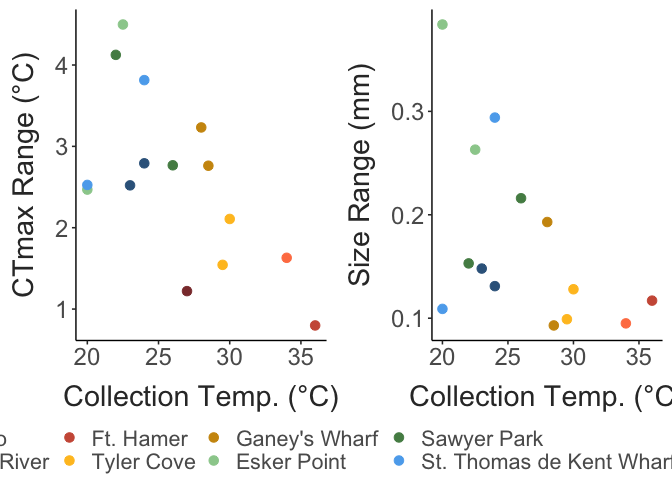 CTmax Range (°C)
4
3
2
1
20 25 30 35
Collection Temp. (°C)
Size Range (mm)
0.3
0.2
0.1
20 25 30 35
Collection Temp. (°C
o Ft. Hamer Ganey's Wharf Sawyer Park
River Tyler Cove Esker Point St. Thomas de Kent Wharf